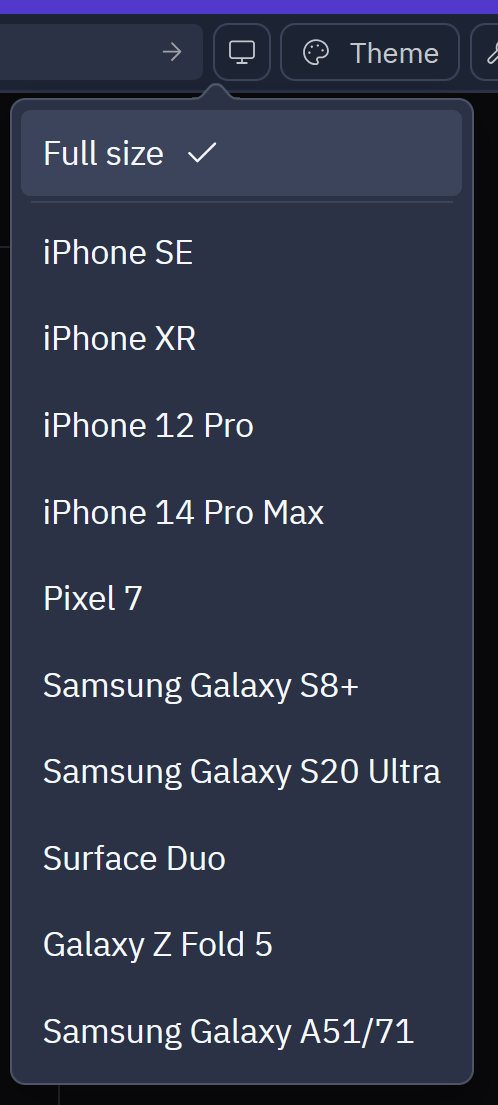 Theme
Full size
iPhone SE
iPhone XR
iPhone 12 Pro
iPhone 14 Pro Max
Pixel 7
Samsung Galaxy S8+
Samsung Galaxy S20 Ultra
Surface Duo
Galaxy Z Fold 5
Samsung Galaxy A51/71